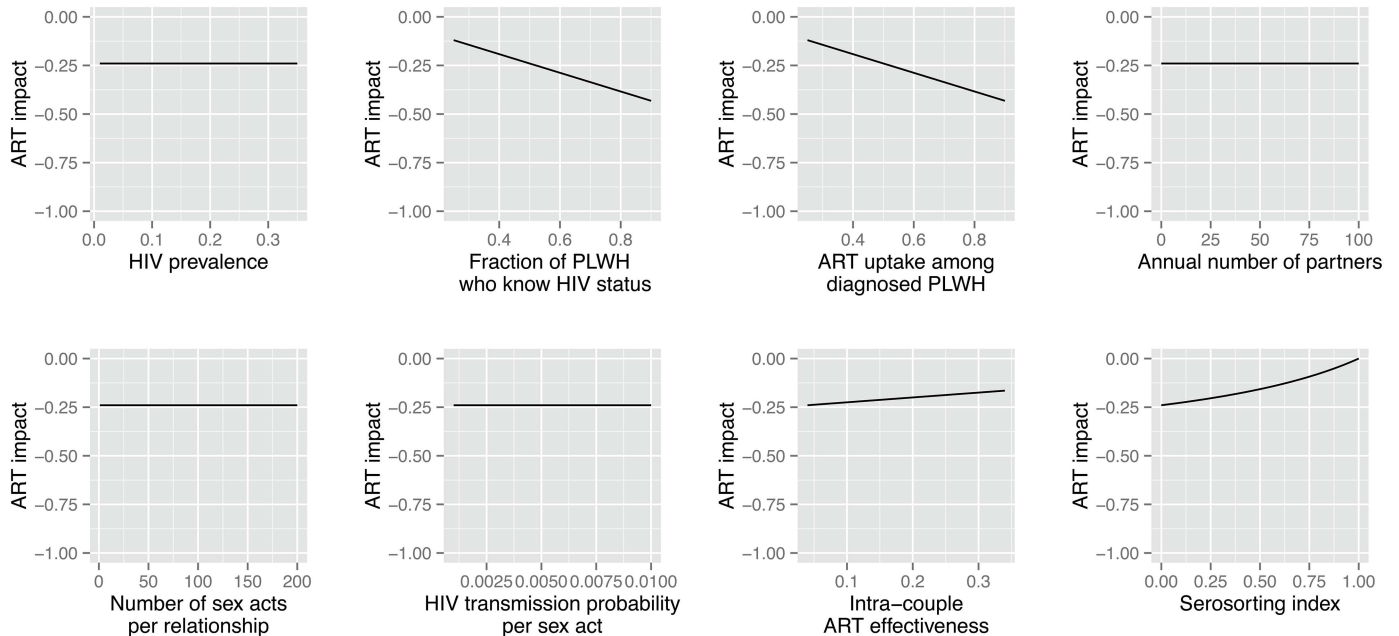 0.00
−0.25
−0.50
−0.75
−1.00
ART impact
0.0 0.1 0.2 0.3
HIV prevalence
0.00
−0.25
−0.50
−0.75
−1.00
ART impact
0.4 0.6 0.8
Fraction of PLWH
who know HIV status
0.00
−0.25
−0.50
−0.75
−1.00
ART impact
0.4 0.6 0.8
ART uptake among
diagnosed PLWH
0.00
−0.25
−0.50
−0.75
−1.00
ART impact
0 25 50 75 100
Annual number of partners
0.00
−0.25
−0.50
−0.75
−1.00
ART impact
0 50 100 150 200
Number of sex acts
per relationship
0.00
−0.25
−0.50
−0.75
−1.00
ART impact
0.0025 0.0050 0.0075 0.0100
HIV transmission probability
per sex act
0.00
−0.25
−0.50
−0.75
−1.00
ART impact
0.1 0.2 0.3
Intra−couple
ART effectiveness
0.00
−0.25
−0.50
−0.75
−1.00
ART impact
0.00 0.25 0.50 0.75 1.00
Serosorting index